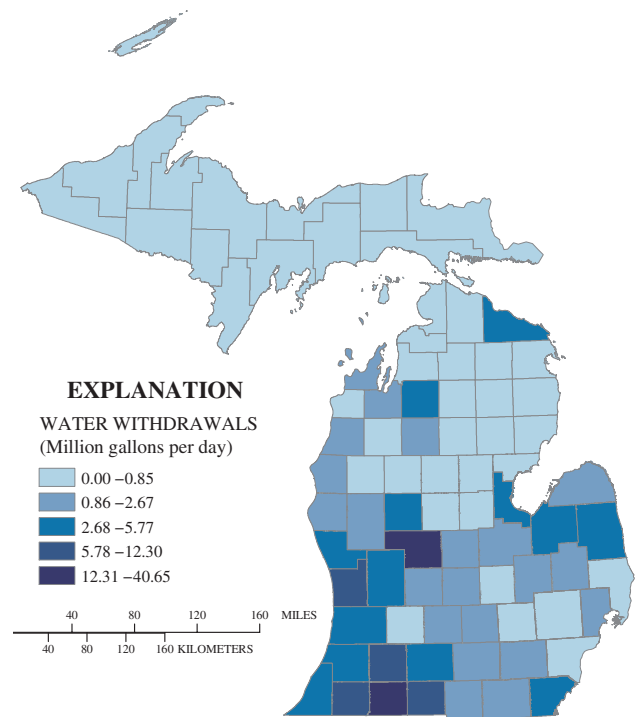 EXPLANATION
WATER WITHDRAWALS
(Million gallons per day)
0.00 –0.85
0.86 –2.67
2.68 –5.77
5.78 –12.30
12.31 –40.65
40 80 120 160 MILES
40 80 120 160 KILOMETERS